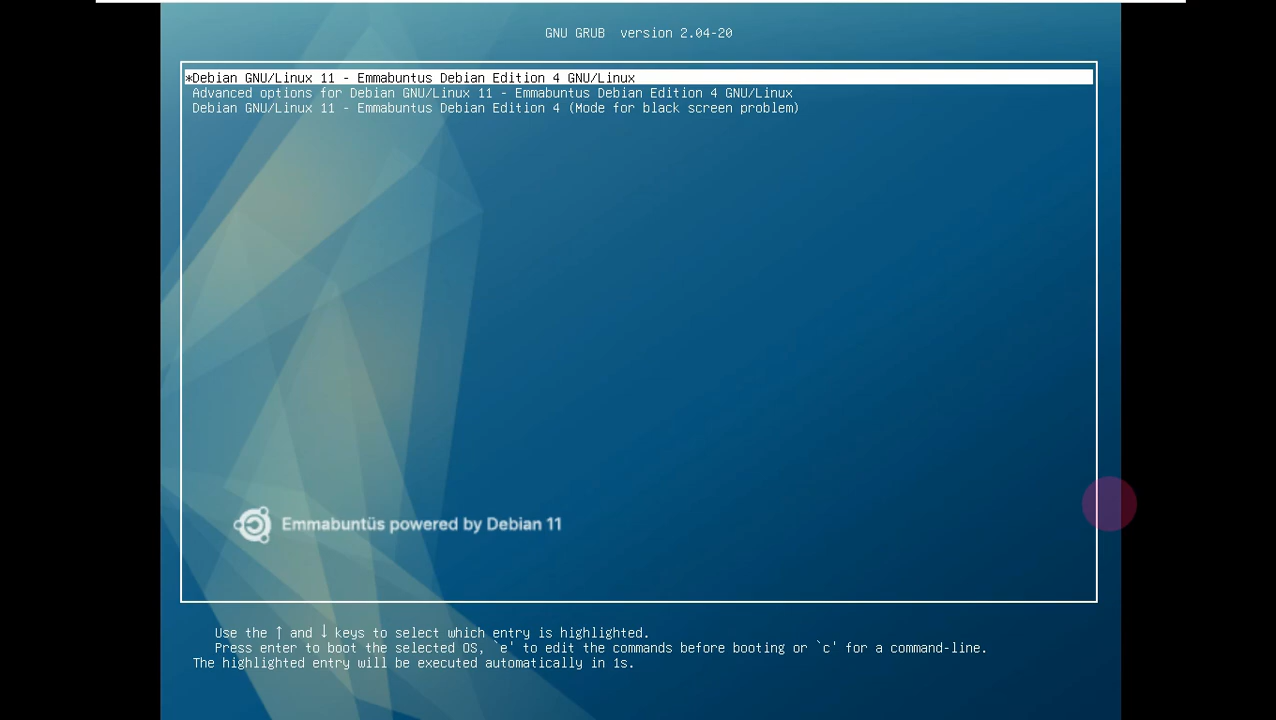 GNU GRUB version 2.04-20
*Debian GNU/Linux 11 - Emmabuntus Debian Edition 4 GNU/Linux
Advanced options for Debian GNU/Linux 11 - Emmabuntus Debian Edition 4 GNU/Linux
Debian GNU/Linux 11 - Emmabuntus Debian Edition 4 (Mode for black screen problem)
Emmabuntüs powered by Debian 11
Use the ↑ and ↓ keys to select which entry is highlighted.
Press enter to boot the selected OS, `e' to edit the commands before booting or `c' for a command-line.
The highlighted entry will be executed automatically in 1s.